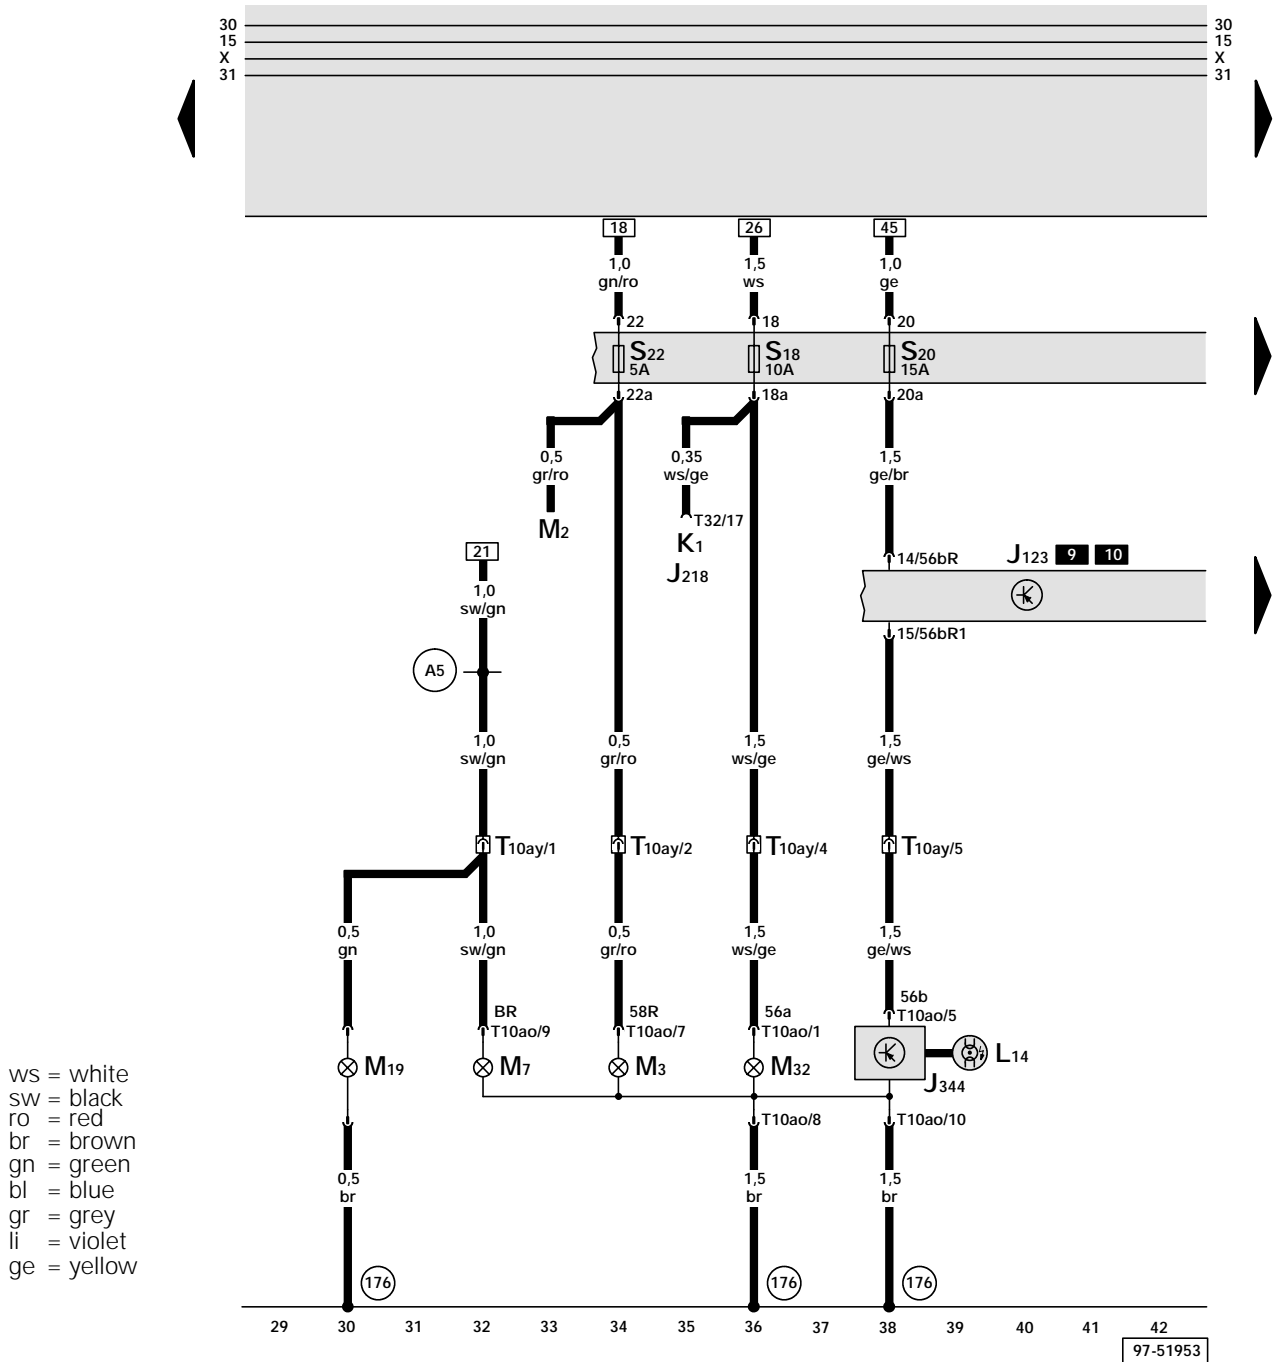 30 30
15 15
X X
31 31
18 26 45
1,0 1,5 1,0
gn/ro ws ge
22 18 20
S22 S18 S20
5A 10A 15A
22a 18a 20a
0,5 0,35 1,5
gr/ro ws/ge ge/br
T32/17
M2 K1
J218
21
14/56bR J123 9 10
1,0
sw/gn
15/56bR1
A5
1,0 0,5 1,5 1,5
sw/gn gr/ro ws/ge ge/ws
T10ay/1 T10ay/2 T10ay/4 T10ay/5
0,5 1,0 0,5 1,5 1,5
gn sw/gn gr/ro ws/ge ge/ws
56b
BR 58R 56a T10ao/5
T10ao/9 T10ao/7 T10ao/1
M19 M7 M3 M32 L14
J344
T10ao/8 T10ao/10
ws = white
sw = black
ro = red
br = brown
gn = green
bl = blue
gr = grey
li = violet
ge = yellow
0,5 1,5 1,5
br br br
176 176 176
29 30 31 32 33 34 35 36 37 38 39 40 41 42
97-51953